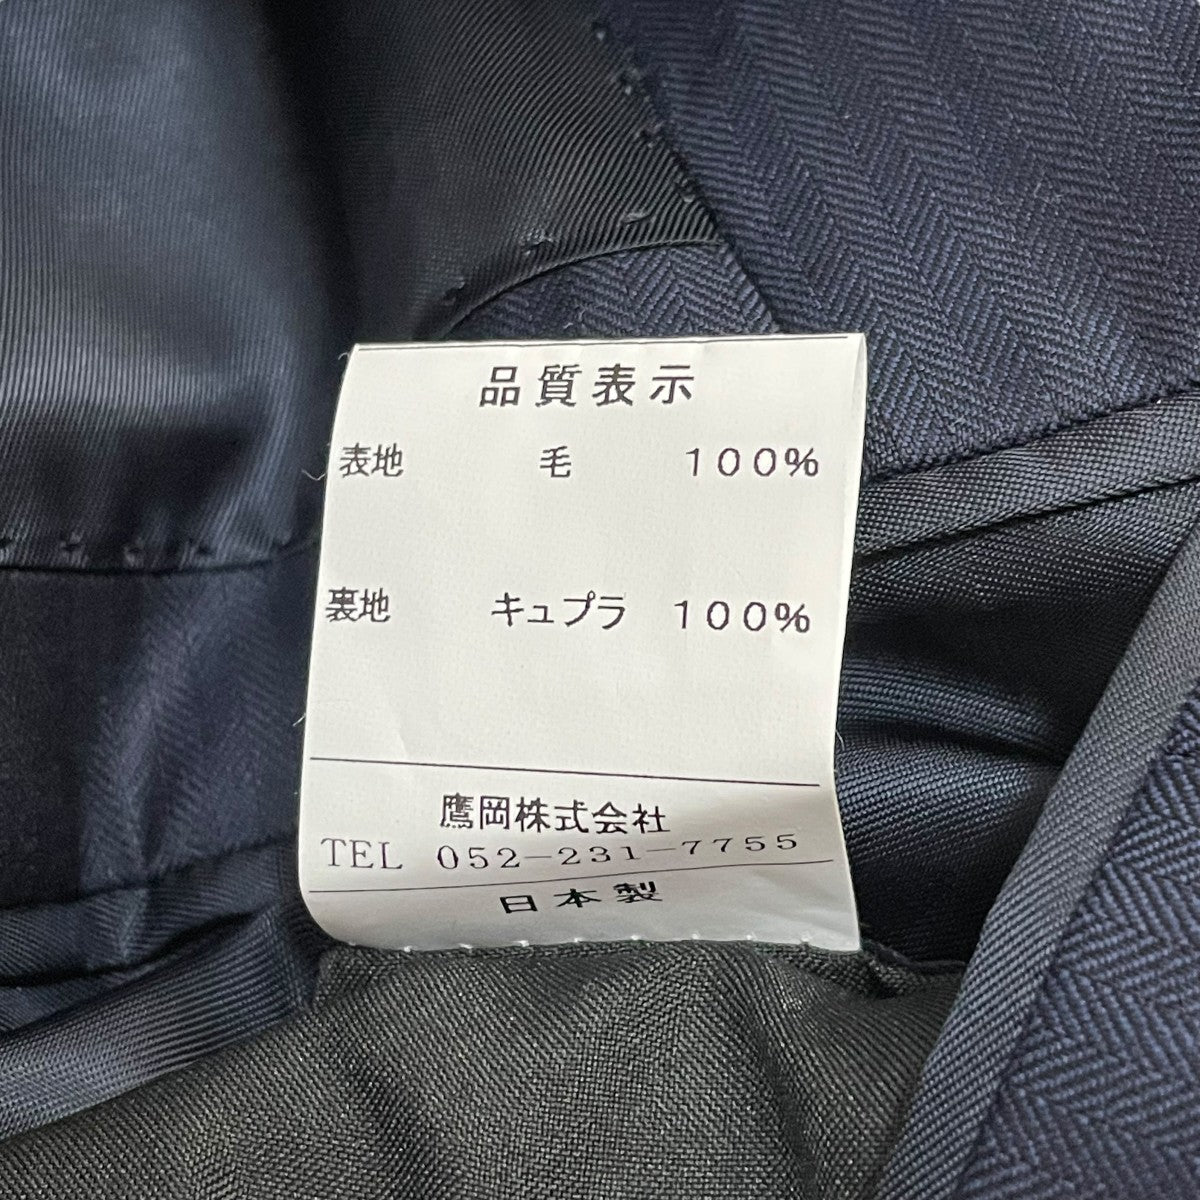 品質表示
表地 毛 100%
裏地 キュプラ 100%
鷹岡株式会社
TEL 052-231-7755
日本製